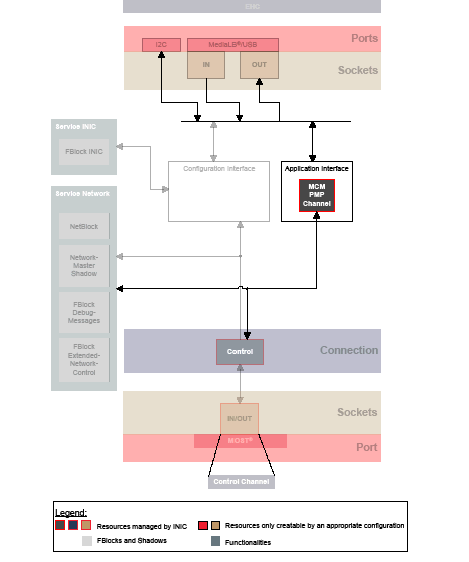 EHC
Ports
I2C
MediaLB®/USB
Sockets
IN
OUT
Service INIC
FBlock INIC
Configuration Interface
Application Interface
MCM
PMP
Channel
Service Network
NetBlock
Network-
Master
Shadow
FBlock
Debug-
Messages
FBlock
Extended-
Network-
Control
Control
Connection
Sockets
IN/OUT
MOST®
Port
Control Channel
Legend:
Resources managed by INIC
Resources only creatable by an appropriate configuration
FBlocks and Shadows
Functionalities